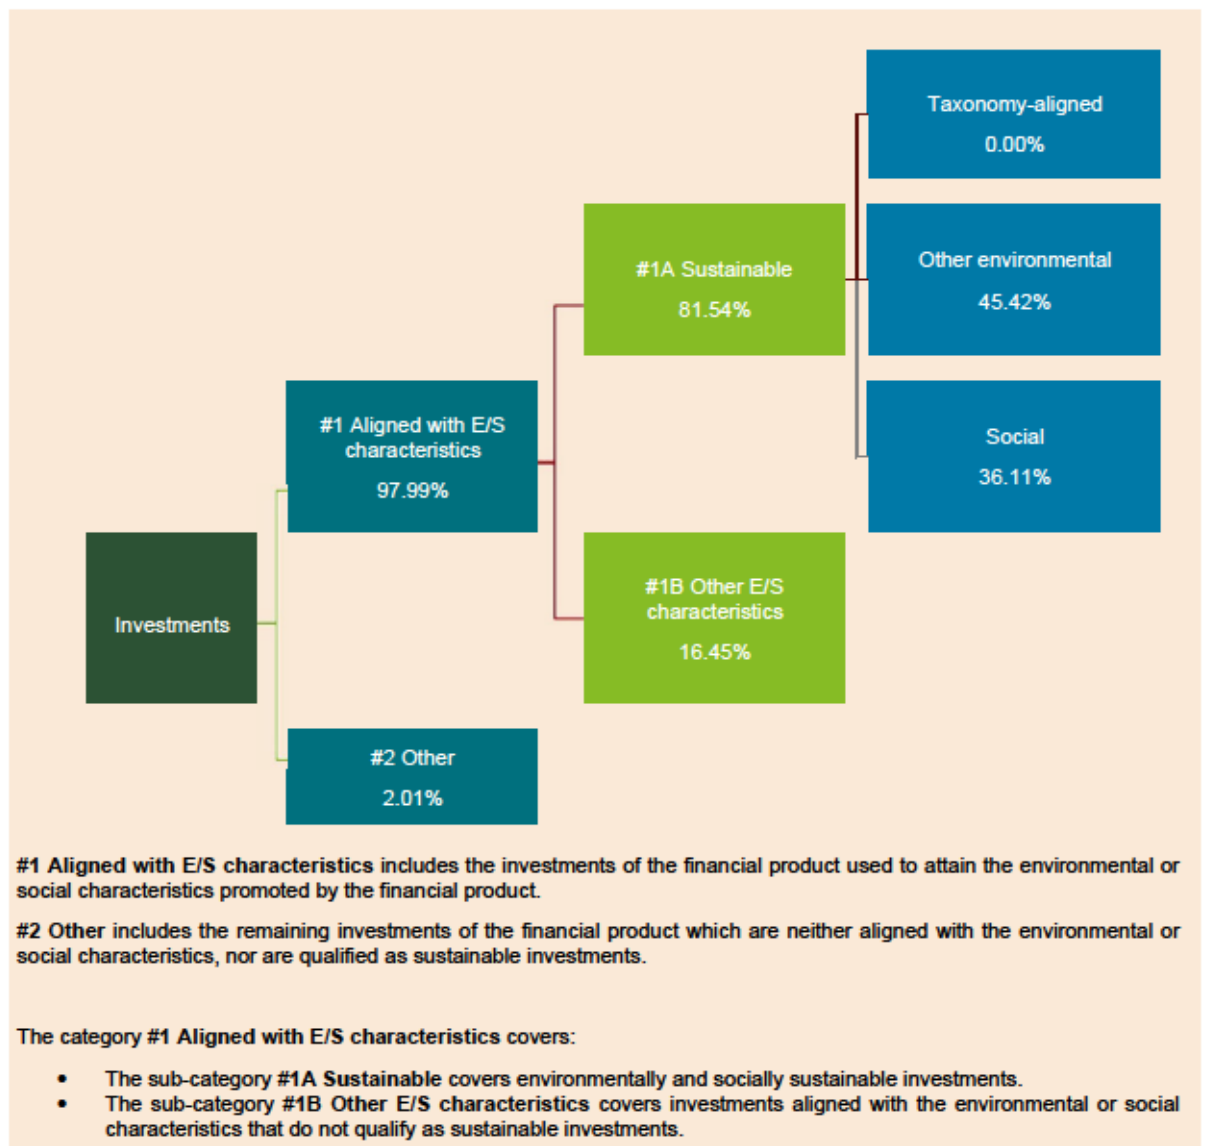 Taxonomy-aligned
0.00%
#1A Sustainable
81.54%
Other environmental
45.42%
#1 Aligned with E/S
characteristics
97.99%
Social
36.11%
Investments
#1B Other E/S
characteristics
16.45%
#2 Other
2.01%
#1 Aligned with E/S characteristics includes the investments of the financial product used to attain the environmental or
social characteristics promoted by the financial product.
#2 Other includes the remaining investments of the financial product which are neither aligned with the environmental or
social characteristics, nor are qualified as sustainable investments.
The category #1 Aligned with E/S characteristics covers:
• The sub-category #1A Sustainable covers environmentally and socially sustainable investments.
• The sub-category #1B Other E/S characteristics covers investments aligned with the environmental or social
characteristics that do not qualify as sustainable investments.